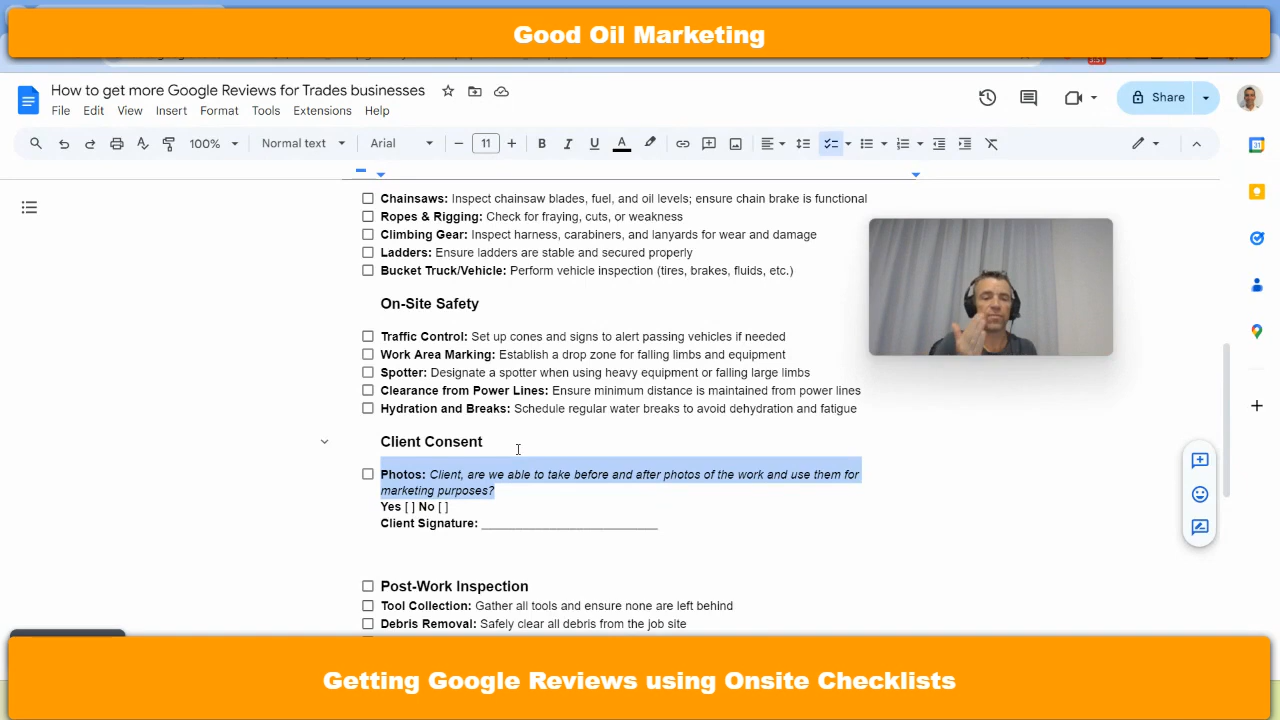 Good Oil Marketing
How to get more Google Reviews for Trades businesses
File Edit View Insert Format Tools Extensions Help
Share
100% Normal text Arial 11
Chainsaws: Inspect chainsaw blades, fuel, and oil levels; ensure chain brake is functional
Ropes & Rigging: Check for fraying, cuts, or weakness
Climbing Gear: Inspect harness, carabiners, and lanyards for wear and damage
Ladders: Ensure ladders are stable and secured properly
Bucket Truck/Vehicle: Perform vehicle inspection (tires, brakes, fluids, etc.)
On-Site Safety
Traffic Control: Set up cones and signs to alert passing vehicles if needed
Work Area Marking: Establish a drop zone for falling limbs and equipment
Spotter: Designate a spotter when using heavy equipment or falling large limbs
Clearance from Power Lines: Ensure minimum distance is maintained from power lines
Hydration and Breaks: Schedule regular water breaks to avoid dehydration and fatigue
Client Consent
Photos: Client, are we able to take before and after photos of the work and use them for
marketing purposes?
Yes [ ] No [ ]
Client Signature: ___________________________
Post-Work Inspection
Tool Collection: Gather all tools and ensure none are left behind
Debris Removal: Safely clear all debris from the job site
Getting Google Reviews using Onsite Checklists